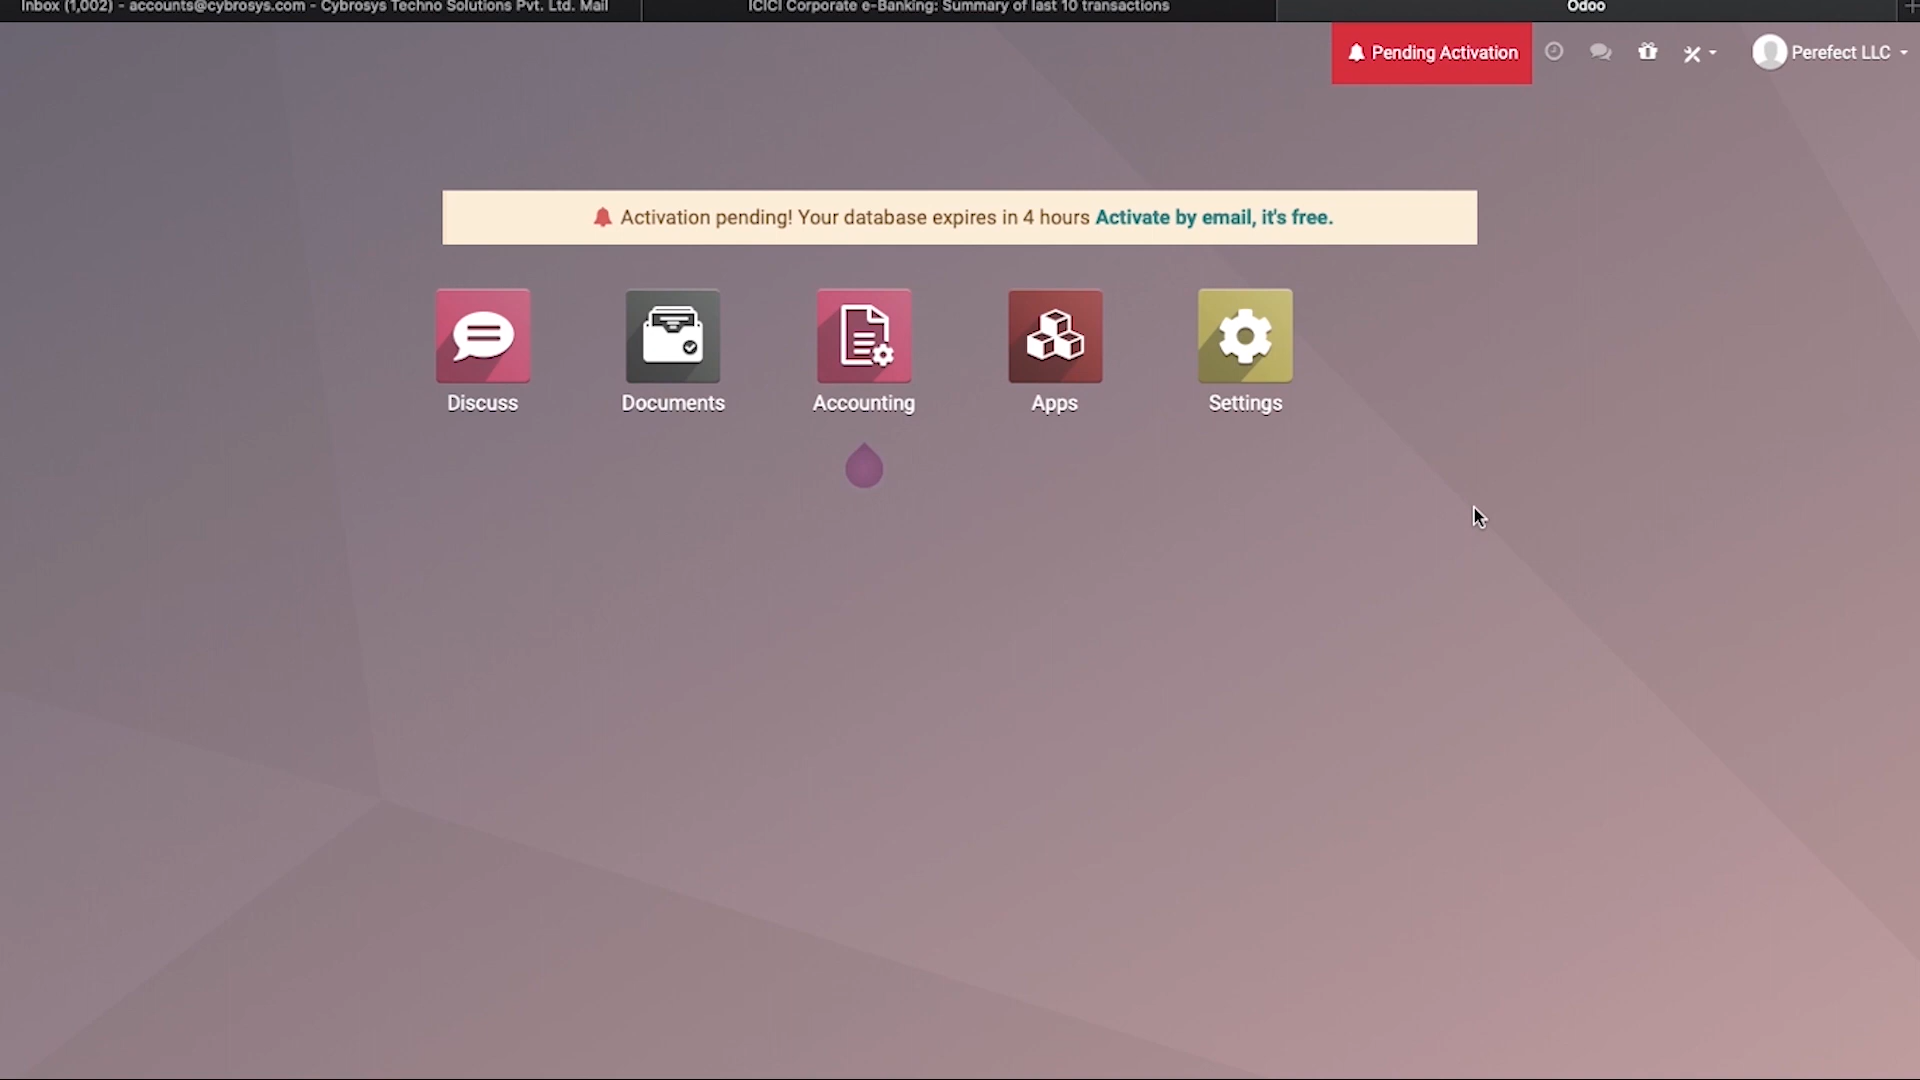 Inbox (1,002) - accounts@cybrosys.com - Cybrosys Techno Solutions Pvt. Ltd. Mail
ICICI Corporate e-Banking: Summary of last 10 transactions
Odoo
Pending Activation
Perefect LLC
Activation pending! Your database expires in 4 hours Activate by email, it's free.
Discuss
Documents
Accounting
Apps
Settings